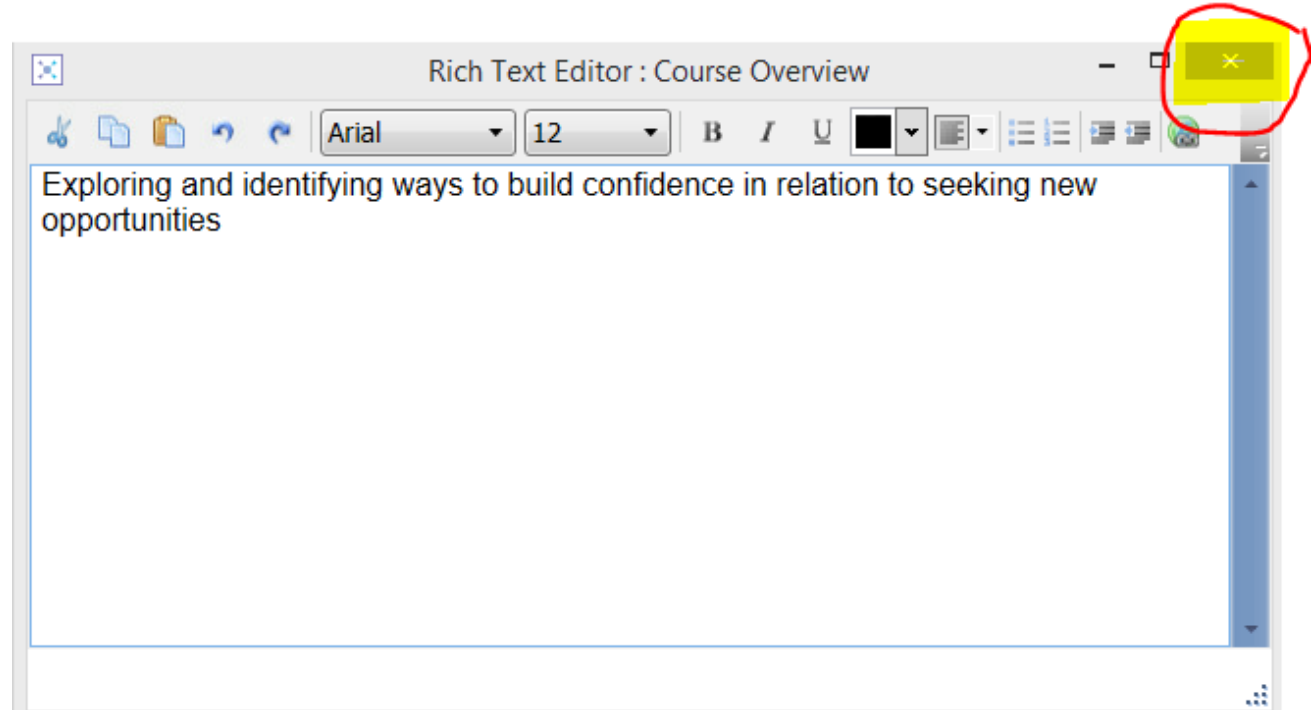 Rich Text Editor : Course Overview
Arial 12 B I U
Exploring and identifying ways to build confidence in relation to seeking new
opportunities